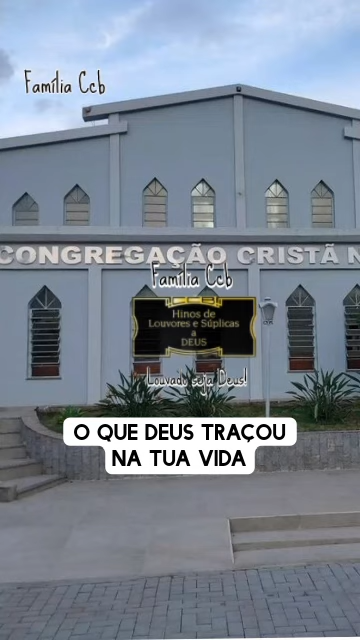 Família Ccb
CONGREGAÇÃO CRISTÃ N
Família Ccb
Hinos de
Louvores e Súplicas
a
DEUS
Louvado seja Deus!
O QUE DEUS TRAÇOU
NA TUA VIDA